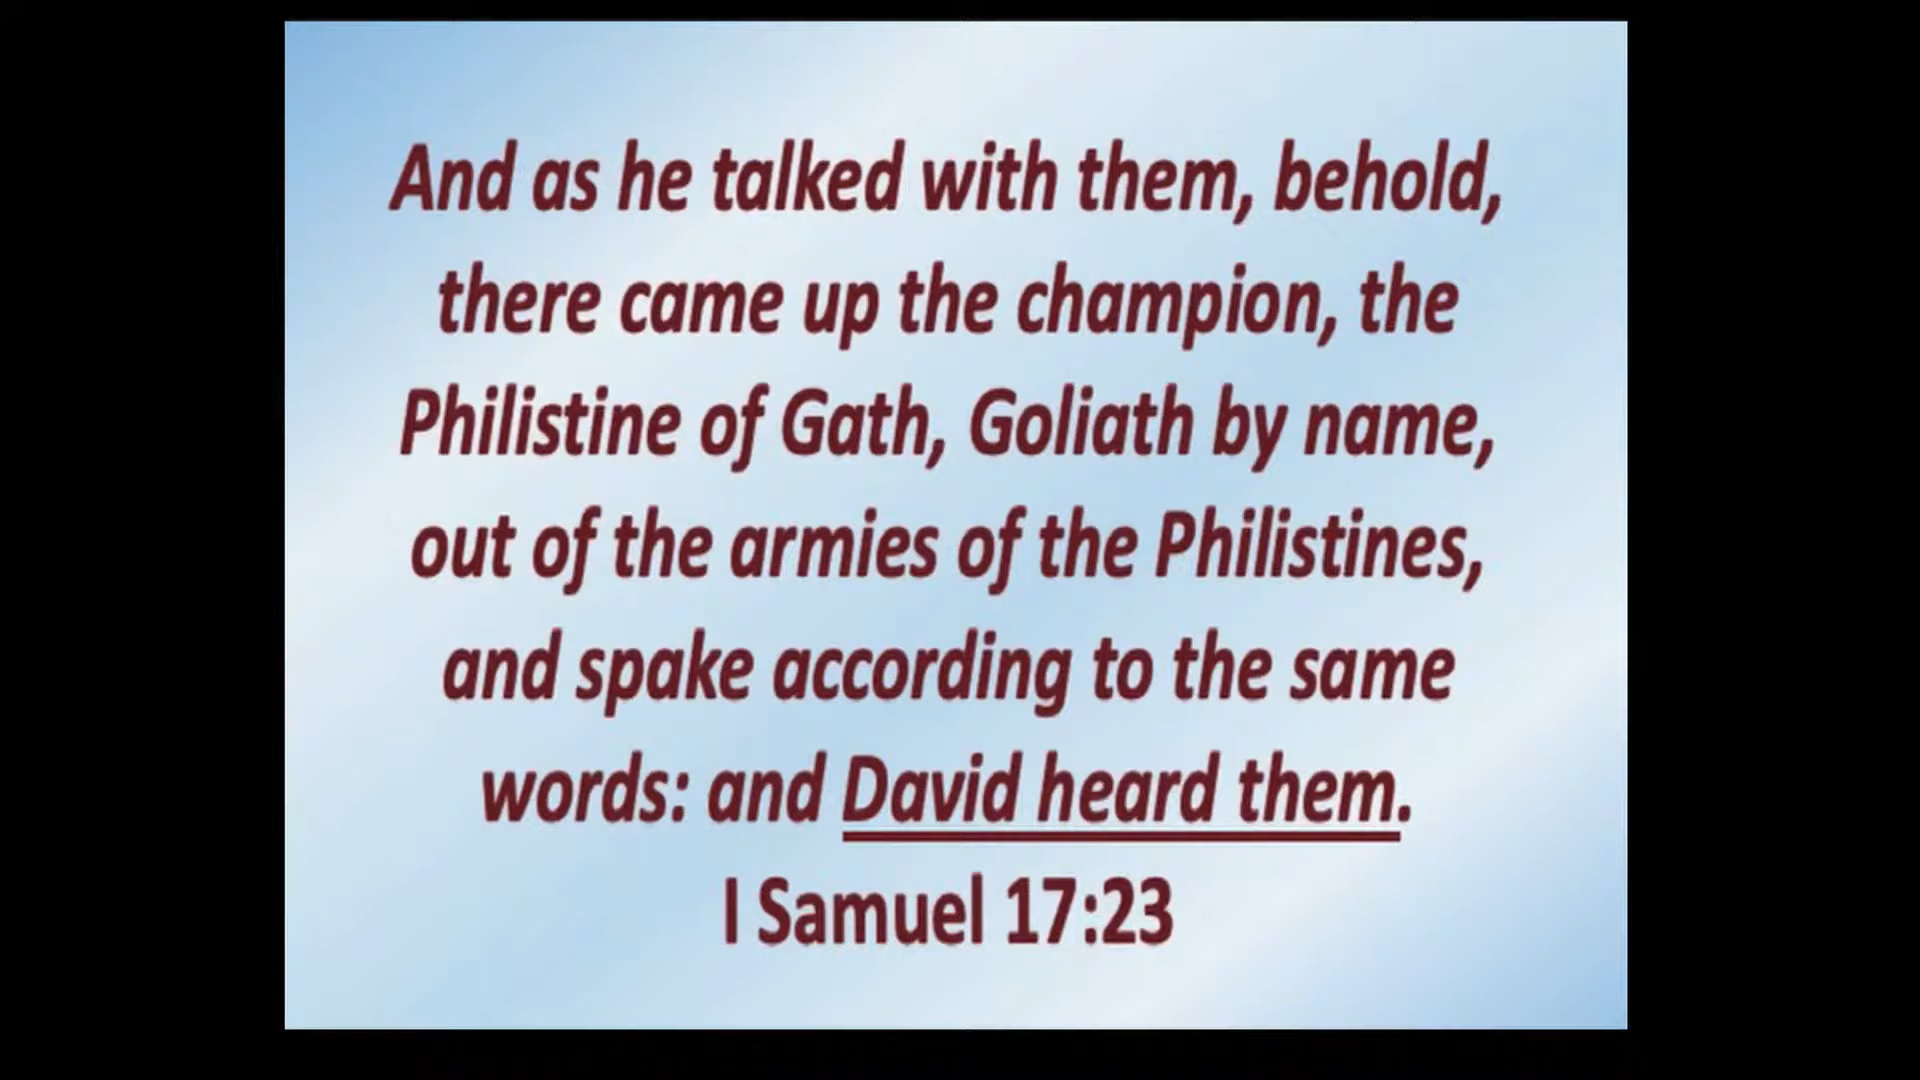 And as he talked with them, behold,
there came up the champion, the
Philistine of Gath, Goliath by name,
out of the armies of the Philistines,
and spake according to the same
words: and David heard them.
I Samuel 17:23